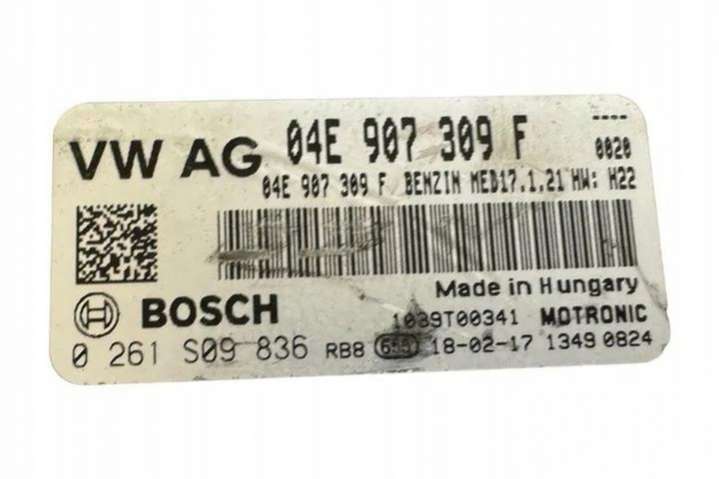 VW AG 04E 907 309 F ----
0020
04E 907 309 F BENZIN MED17.1.21 HW: H22
Made in Hungary
BOSCH 1039T00341 MOTRONIC
0 261 S09 836 RB8 655 18-02-17 1349 0824